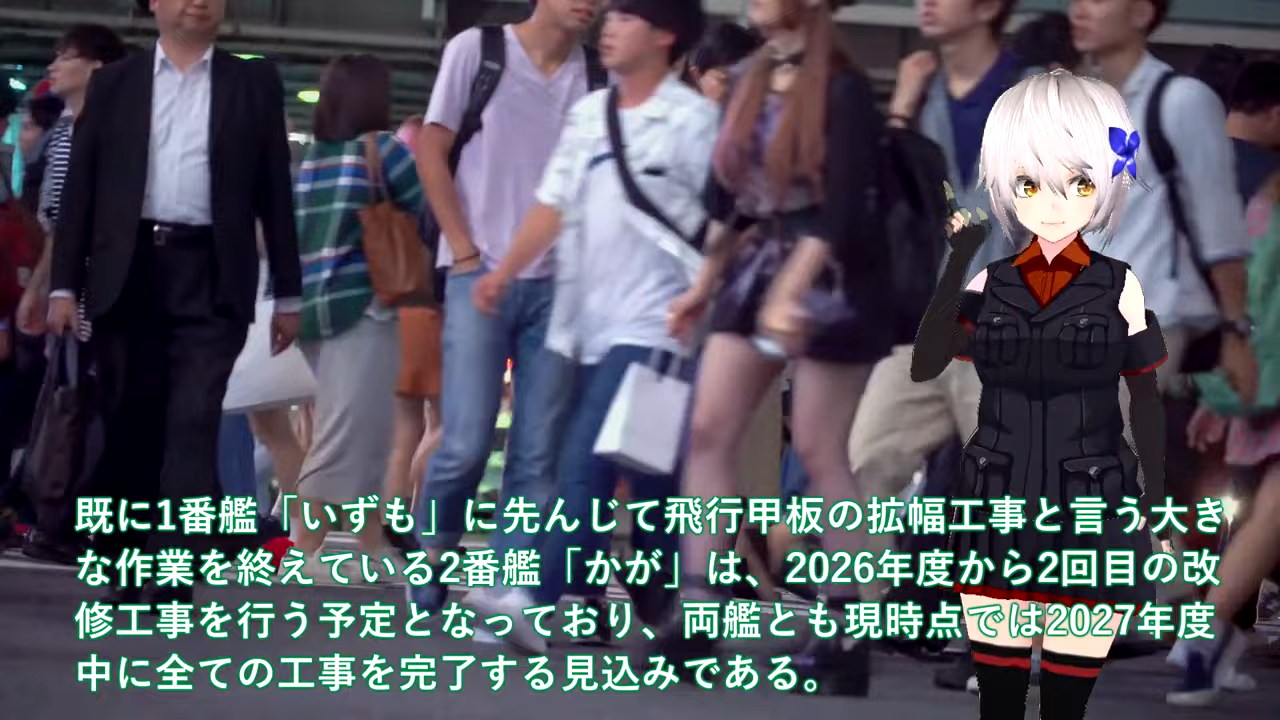 既に1番艦「いずも」に先んじて飛行甲板の拡幅工事と言う大き
な作業を終えている2番艦「かが」は、2026年度から2回目の改
修工事を行う予定となっており、両艦とも現時点では2027年度
中に全ての工事を完了する見込みである。